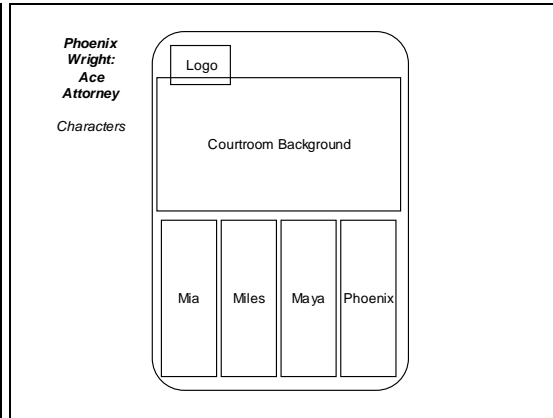 Phoenix
Wright:
Ace
Attorney
Characters
Logo
Courtroom Background
Mia
Miles
Maya
Phoenix